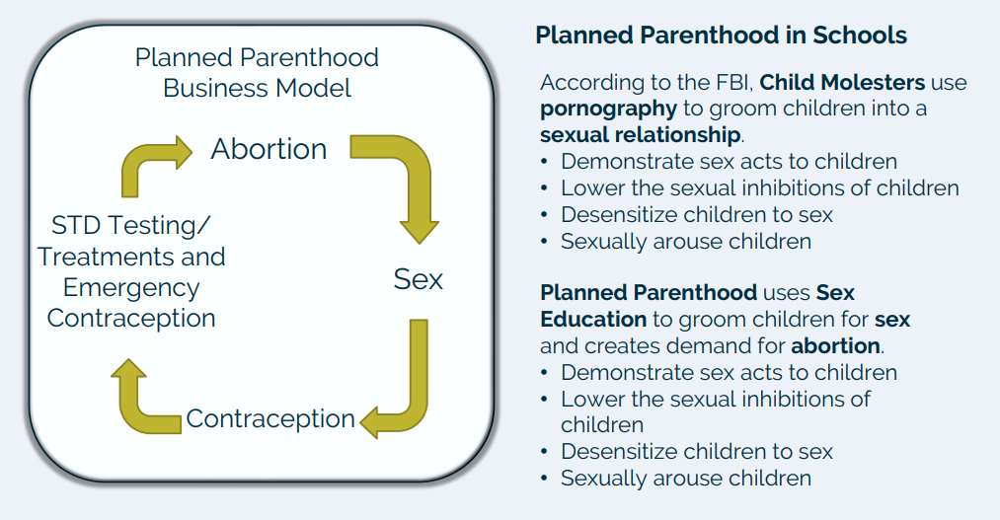 Planned Parenthood
Business Model
Abortion
STD Testing/
Treatments and
Emergency
Contraception
Sex
Contraception
Planned Parenthood in Schools
According to the FBI, Child Molesters use
pornography to groom children into a
sexual relationship.
• Demonstrate sex acts to children
• Lower the sexual inhibitions of children
• Desensitize children to sex
• Sexually arouse children
Planned Parenthood uses Sex
Education to groom children for sex
and creates demand for abortion.
• Demonstrate sex acts to children
• Lower the sexual inhibitions of
children
• Desensitize children to sex
• Sexually arouse children